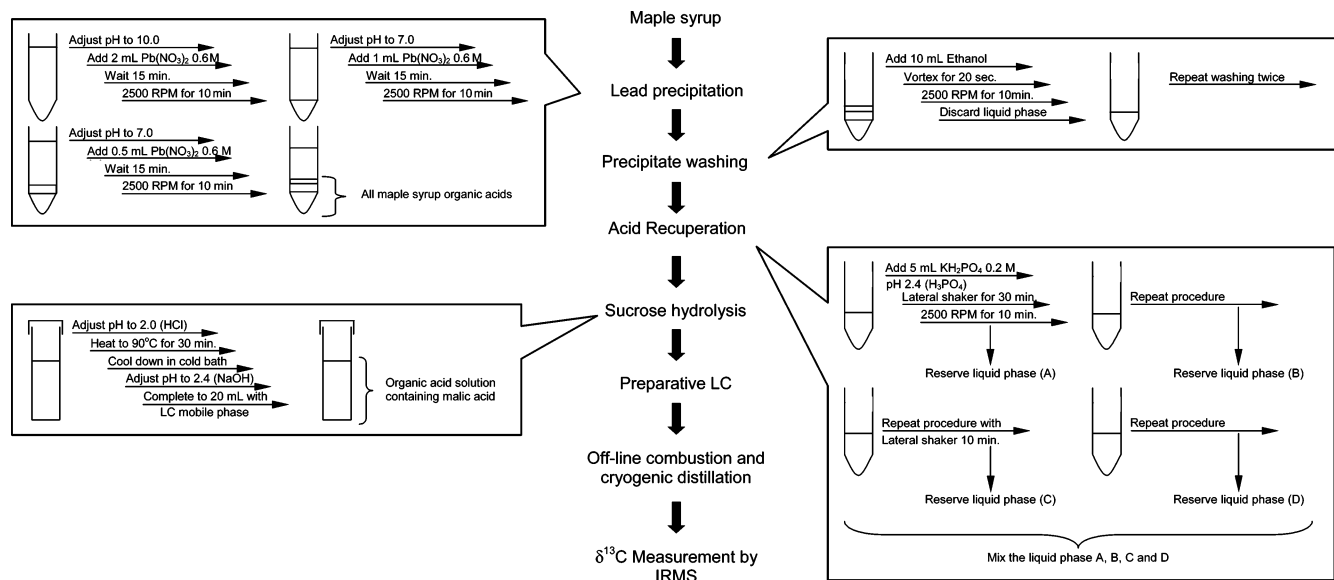 Maple syrup
Lead precipitation
Precipitate washing
Acid Recuperation
Sucrose hydrolysis
Preparative LC
Off-line combustion and
cryogenic distillation
δ¹³C Measurement by
IRMS
Adjust pH to 10.0
Add 2 mL Pb(NO₃)₂ 0.6M
Wait 15 min.
2500 RPM for 10 min
Adjust pH to 7.0
Add 1 mL Pb(NO₃)₂ 0.6M
Wait 15 min.
2500 RPM for 10 min
Adjust pH to 7.0
Add 0.5 mL Pb(NO₃)₂ 0.6M
Wait 15 min.
2500 RPM for 10 min
All maple syrup organic acids
Add 10 mL Ethanol
Vortex for 20 sec.
2500 RPM for 10min.
Discard liquid phase
Repeat washing twice
Add 5 mL KH₂PO₄ 0.2 M
pH 2.4 (H₃PO₄)
Lateral shaker for 30 min.
2500 RPM for 10 min.
Reserve liquid phase (A)
Repeat procedure
Reserve liquid phase (B)
Repeat procedure with
Lateral shaker 10 min.
Reserve liquid phase (C)
Repeat procedure
Reserve liquid phase (D)
Mix the liquid phase A, B, C and D
Adjust pH to 2.0 (HCl)
Heat to 90°C for 30 min.
Cool down in cold bath
Adjust pH to 2.4 (NaOH)
Complete to 20 mL with
LC mobile phase
Organic acid solution
containing malic acid